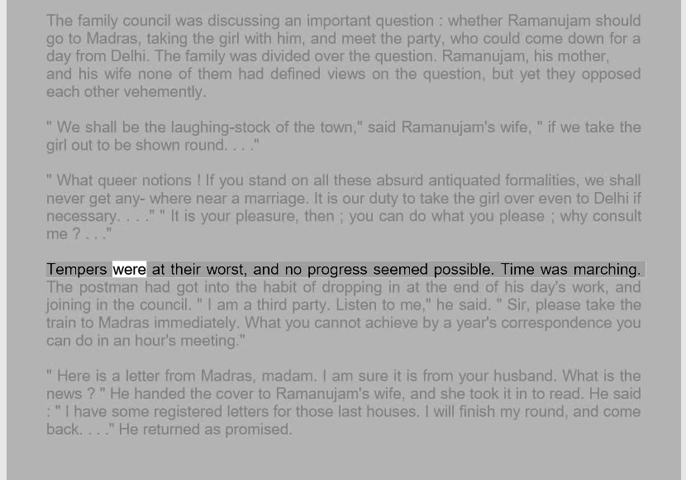 The family council was discussing an important question : whether Ramanujam should
go to Madras, taking the girl with him, and meet the party, who could come down for a
day from Delhi. The family was divided over the question. Ramanujam, his mother,
and his wife none of them had defined views on the question, but yet they opposed
each other vehemently.
" We shall be the laughing-stock of the town," said Ramanujam's wife, " if we take the
girl out to be shown round. . . ."
" What queer notions ! If you stand on all these absurd antiquated formalities, we shall
never get any- where near a marriage. It is our duty to take the girl over even to Delhi if
necessary. . . ." " It is your pleasure, then ; you can do what you please ; why consult
me ? . . ."
Tempers were at their worst, and no progress seemed possible. Time was marching.
The postman had got into the habit of dropping in at the end of his day's work, and
joining in the council. " I am a third party. Listen to me," he said. " Sir, please take the
train to Madras immediately. What you cannot achieve by a year's correspondence you
can do in an hour's meeting."
" Here is a letter from Madras, madam. I am sure it is from your husband. What is the
news ? " He handed the cover to Ramanujam's wife, and she took it in to read. He said
: " I have some registered letters for those last houses. I will finish my round, and come
back. . . ." He returned as promised.